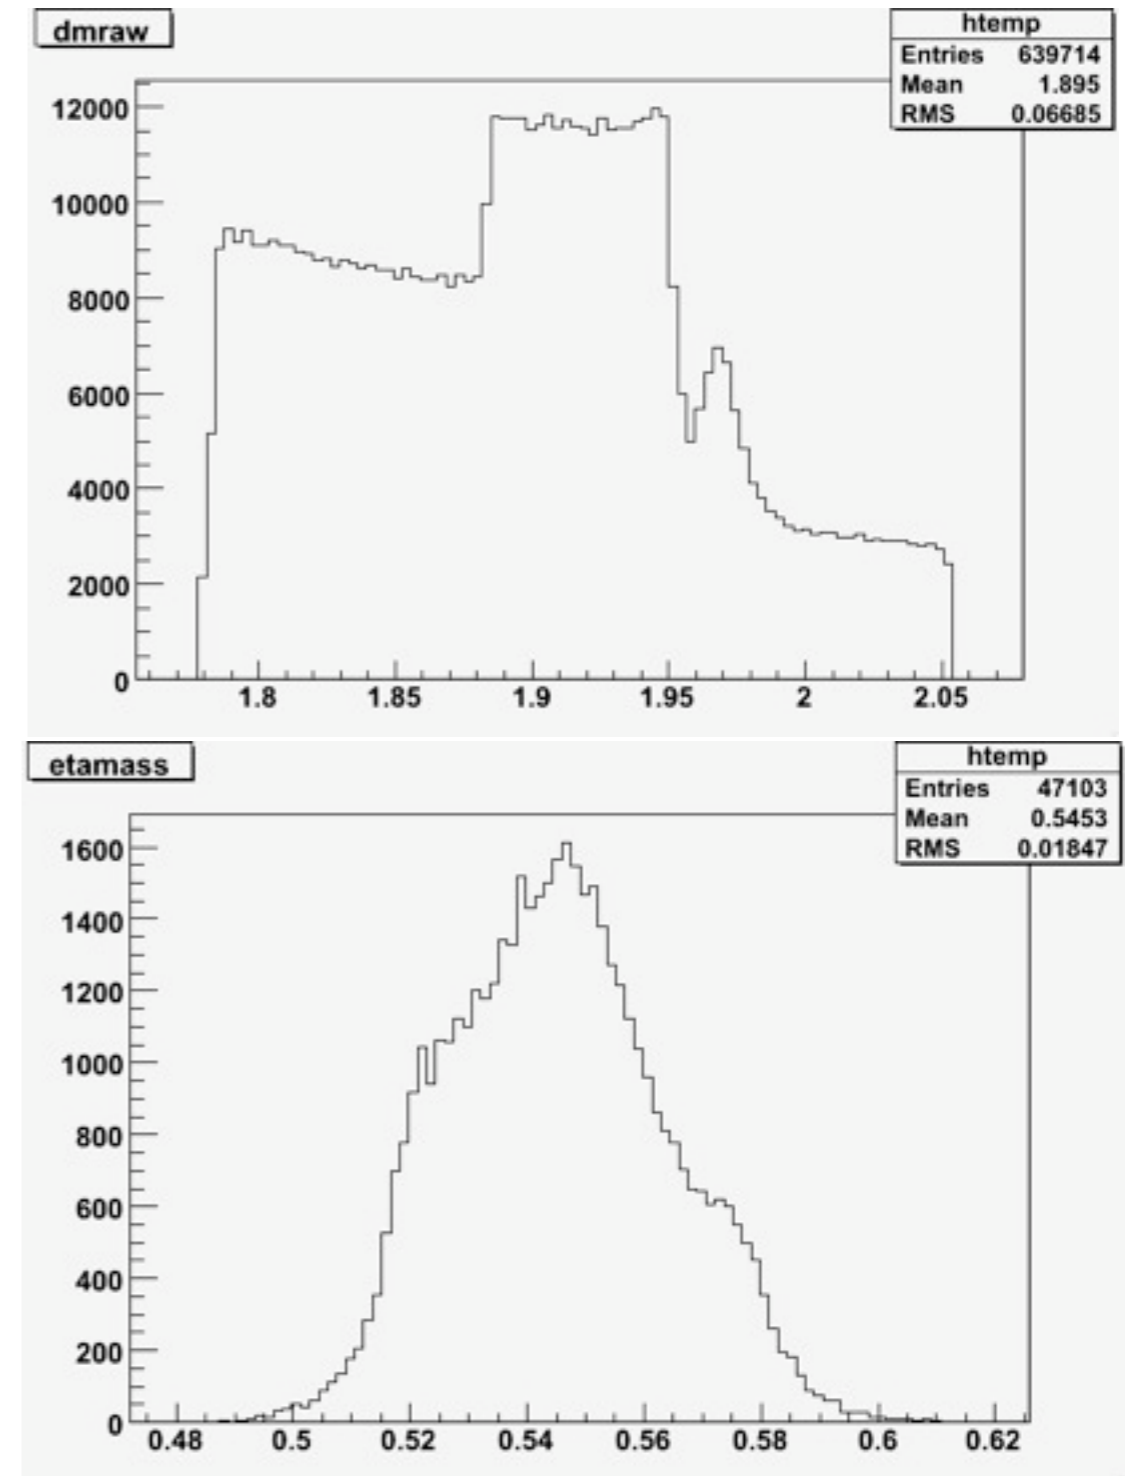 dmraw
htemp
Entries 639714
Mean 1.895
RMS 0.06685
12000
10000
8000
6000
4000
2000
0
1.8 1.85 1.9 1.95 2 2.05
etamass
htemp
Entries 47103
Mean 0.5453
RMS 0.01847
1600
1400
1200
1000
800
600
400
200
0
0.48 0.5 0.52 0.54 0.56 0.58 0.6 0.62